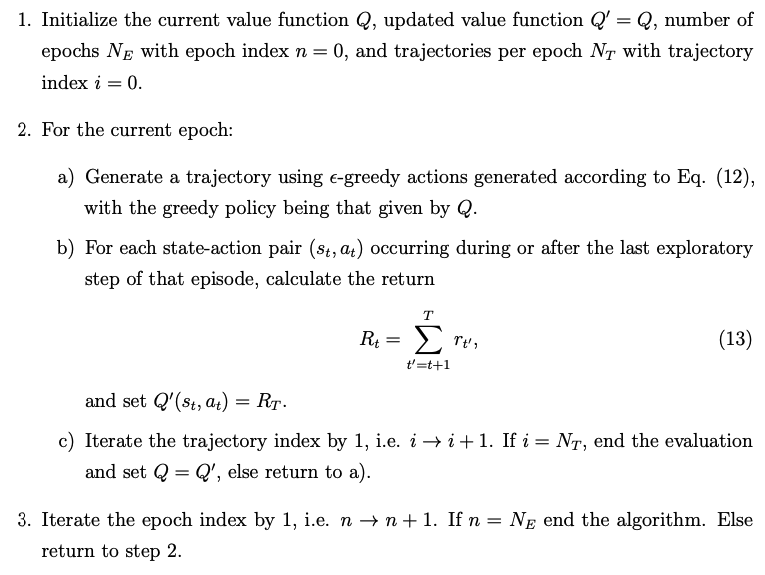 1. Initialize the current value function Q, updated value function Q′ = Q, number of
epochs N_E with epoch index n = 0, and trajectories per epoch N_T with trajectory
index i = 0.
2. For the current epoch:
a) Generate a trajectory using ϵ-greedy actions generated according to Eq. (12),
with the greedy policy being that given by Q.
b) For each state-action pair (s_t, a_t) occurring during or after the last exploratory
step of that episode, calculate the return
R_t = ∑_{t′=t+1}^{T} r_{t′}, (13)
and set Q′(s_t, a_t) = R_T.
c) Iterate the trajectory index by 1, i.e. i → i + 1. If i = N_T, end the evaluation
and set Q = Q′, else return to a).
3. Iterate the epoch index by 1, i.e. n → n + 1. If n = N_E end the algorithm. Else
return to step 2.